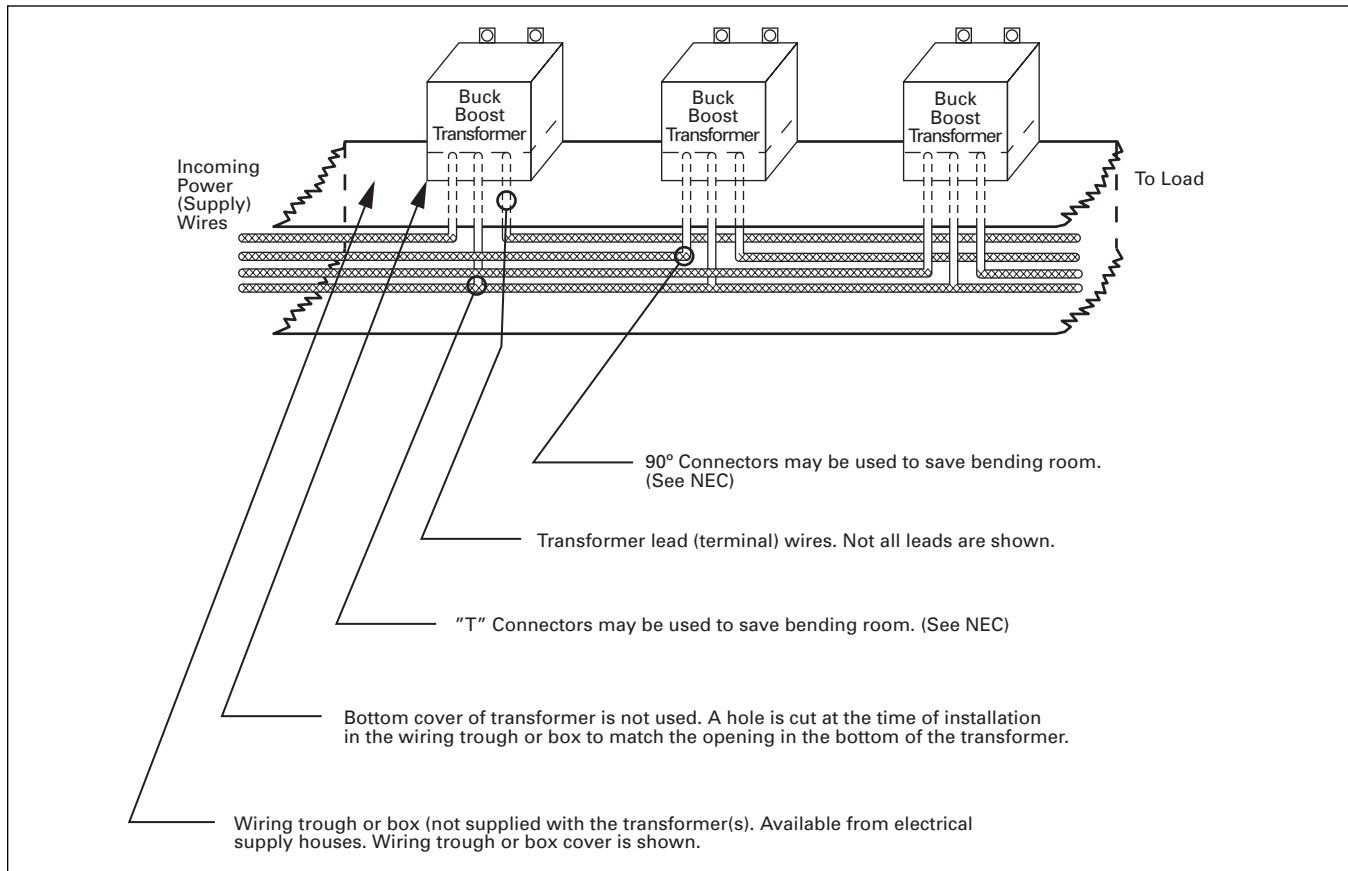 Buck
Boost
Transformer
Buck
Boost
Transformer
Buck
Boost
Transformer
Incoming
Power
(Supply)
Wires
To Load
90º Connectors may be used to save bending room.
(See NEC)
Transformer lead (terminal) wires. Not all leads are shown.
”T” Connectors may be used to save bending room. (See NEC)
Bottom cover of transformer is not used. A hole is cut at the time of installation
in the wiring trough or box to match the opening in the bottom of the transformer.
Wiring trough or box (not supplied with the transformer(s). Available from electrical
supply houses. Wiring trough or box cover is shown.